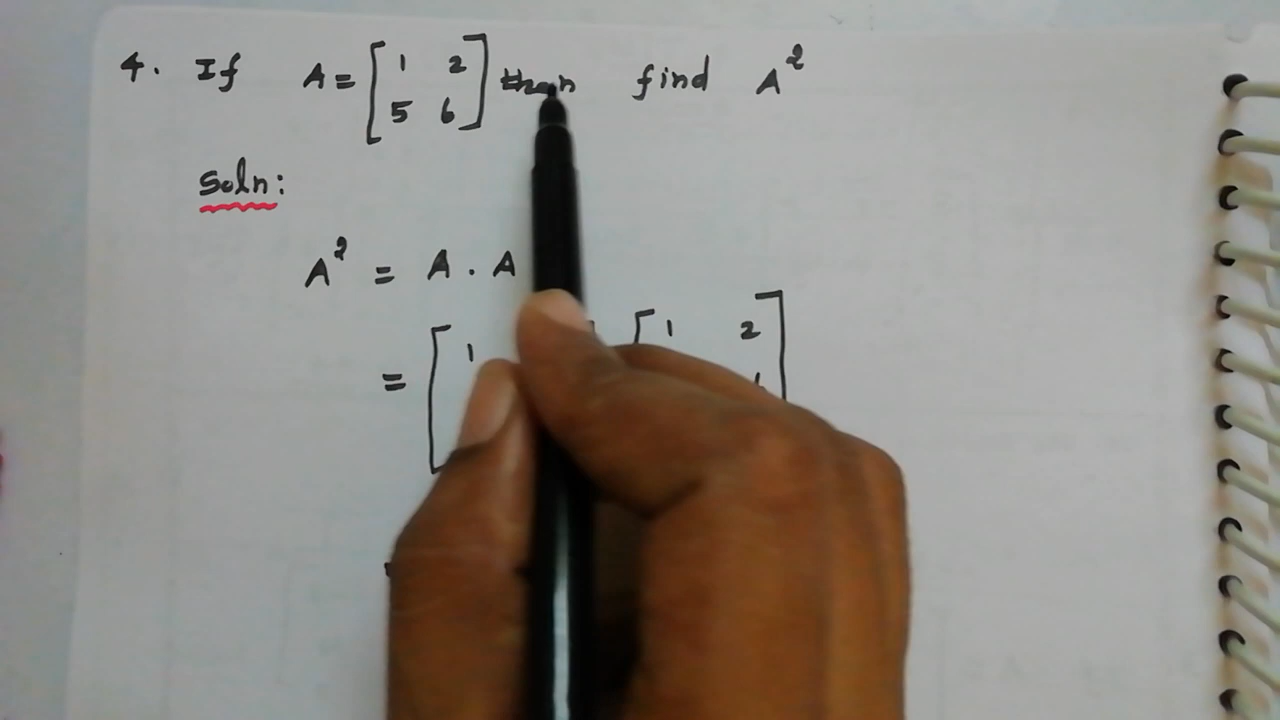 4. If A = [1 2 then find A²
5 6]
Soln:
A² = A . A
= [1 [1 2]